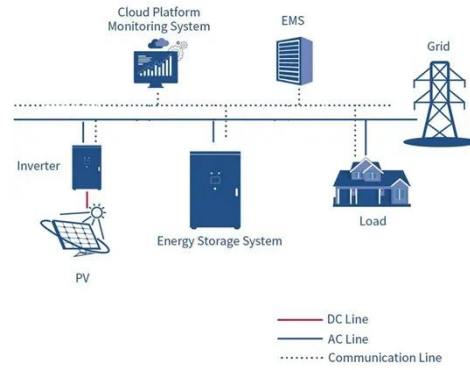 Cloud Platform
Monitoring System
EMS
Grid
Inverter
Energy Storage System
Load
PV
DC Line
AC Line
Communication Line